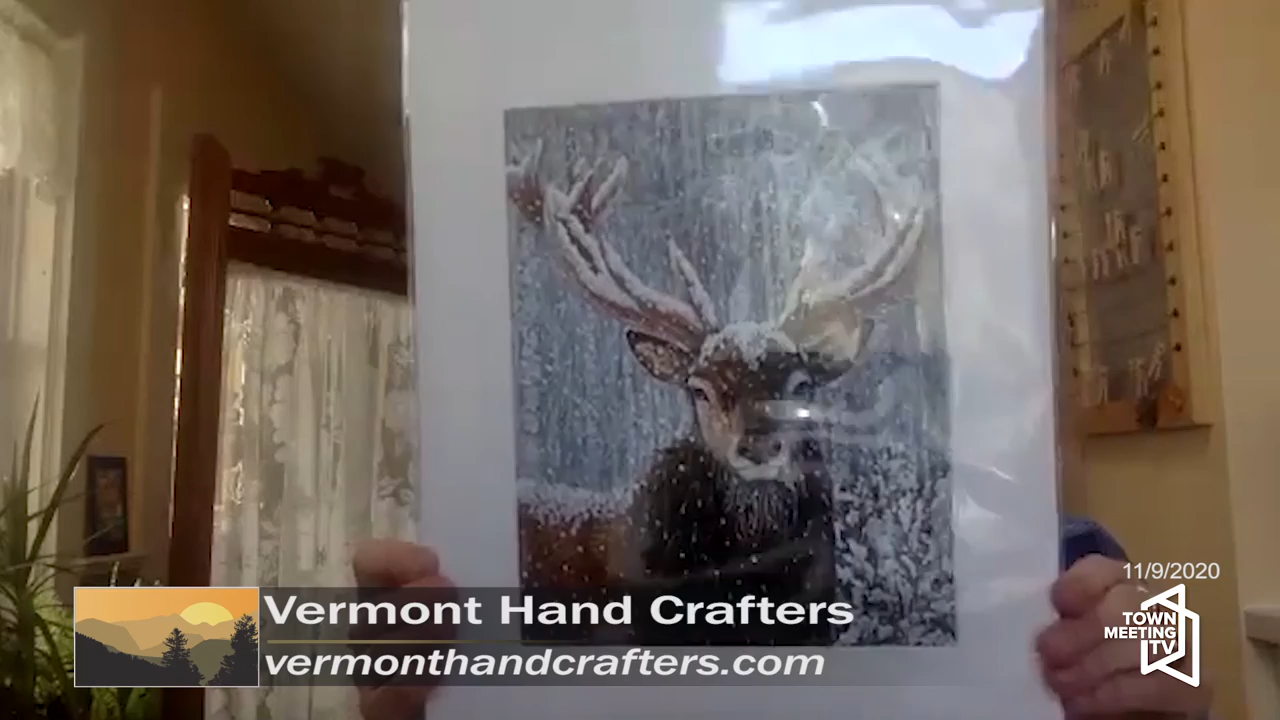 11/9/2020
TOWN
MEETING
TV
Vermont Hand Crafters
vermonthandcrafters.com